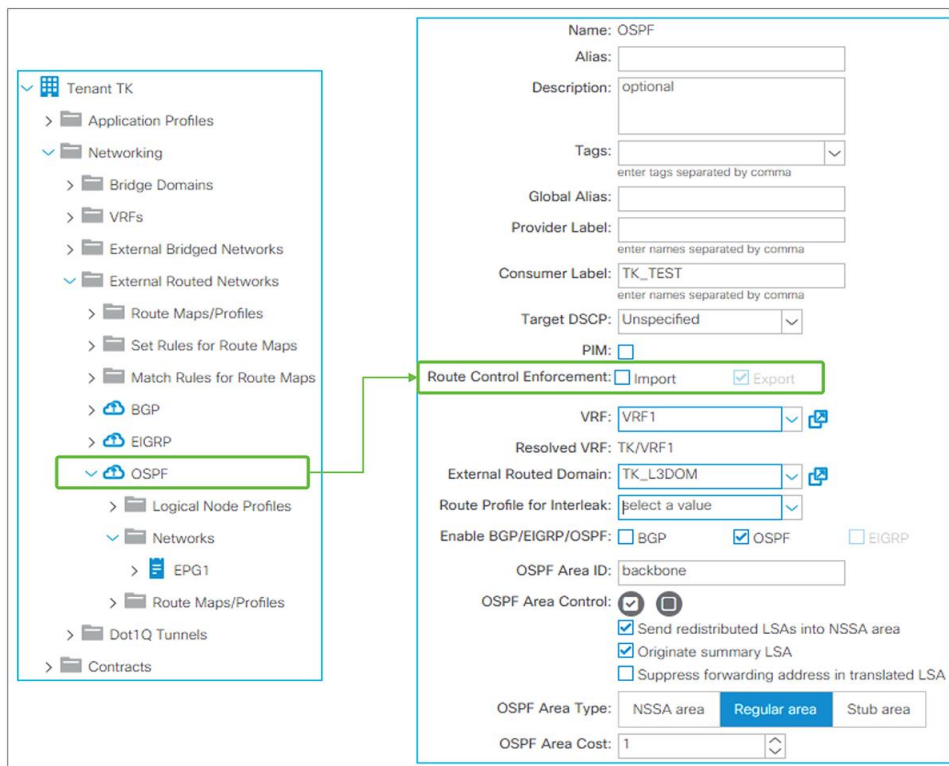 Tenant TK
Application Profiles
Networking
Bridge Domains
VRFs
External Bridged Networks
External Routed Networks
Route Maps/Profiles
Set Rules for Route Maps
Match Rules for Route Maps
BGP
EIGRP
OSPF
Logical Node Profiles
Networks
EPG1
Route Maps/Profiles
Dot1Q Tunnels
Contracts
Name: OSPF
Alias:
Description: optional
Tags:
enter tags separated by comma
Global Alias:
Provider Label:
enter names separated by comma
Consumer Label: TK_TEST
enter names separated by comma
Target DSCP: Unspecified
PIM:
Route Control Enforcement: Import Export
VRF: VRF1
Resolved VRF: TK/VRF1
External Routed Domain: TK_L3DOM
Route Profile for Interleak: select a value
Enable BGP/EIGRP/OSPF: BGP OSPF EIGRP
OSPF Area ID: backbone
OSPF Area Control:
Send redistributed LSAs into NSSA area
Originate summary LSA
Suppress forwarding address in translated LSA
OSPF Area Type: NSSA area Regular area Stub area
OSPF Area Cost: 1